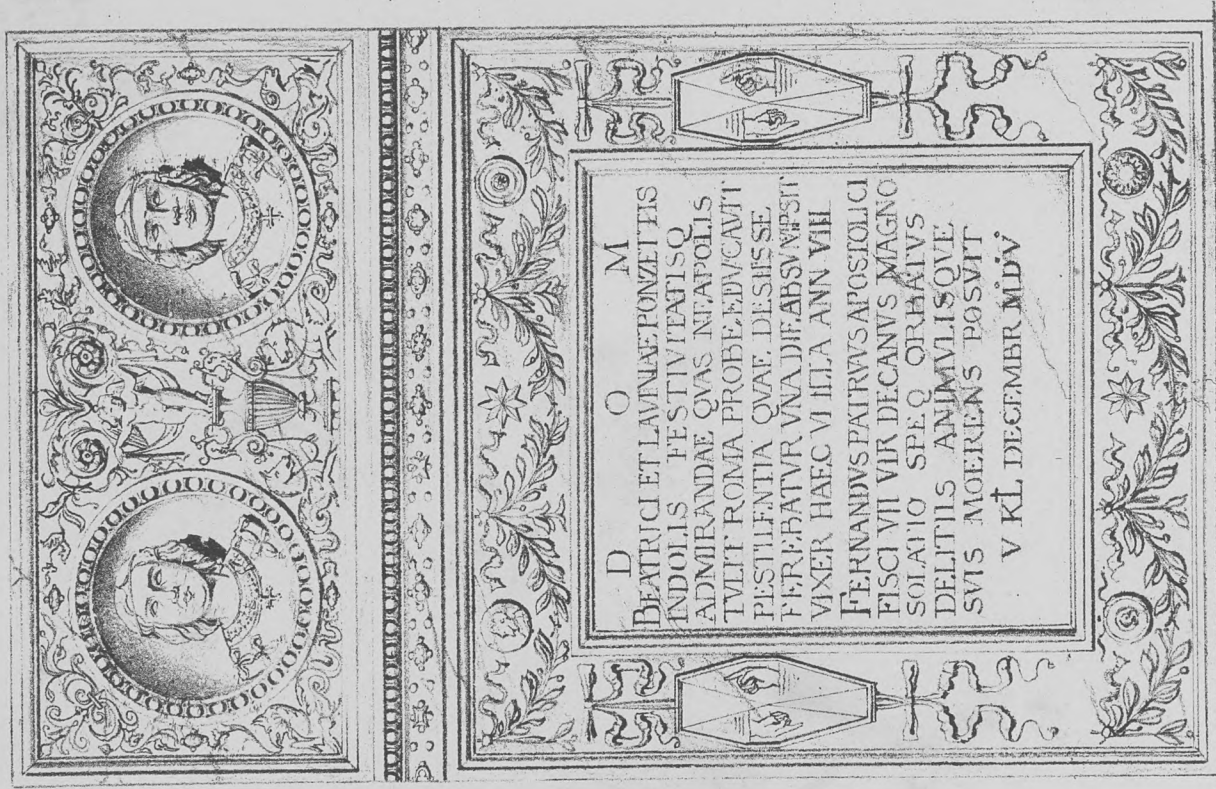 D O M
BEATRICI ET LAVINIAE PONZETTIS
INDOLIS FESTIVITATISQ
ADMIRANDAE QVAS NEAPOLIS
TVLIT ROMA PROBE EDVCAVIT
PESTILENTIA QVAE DESIISSE
FEREBATVR VNA DIE ABSVMPSIT
VIXER HAEC VI ILLA ANN VIII
FERNANDVS PATRVVS APOSTOLICI
FISCI VII VIR DECANVS MAGNO
SOLATIO SPEQ ORBATVS
DELITIIS ANIMVLISQVE
SVIS MOERENS POSVIT
V KL DECEMBR M.D.V